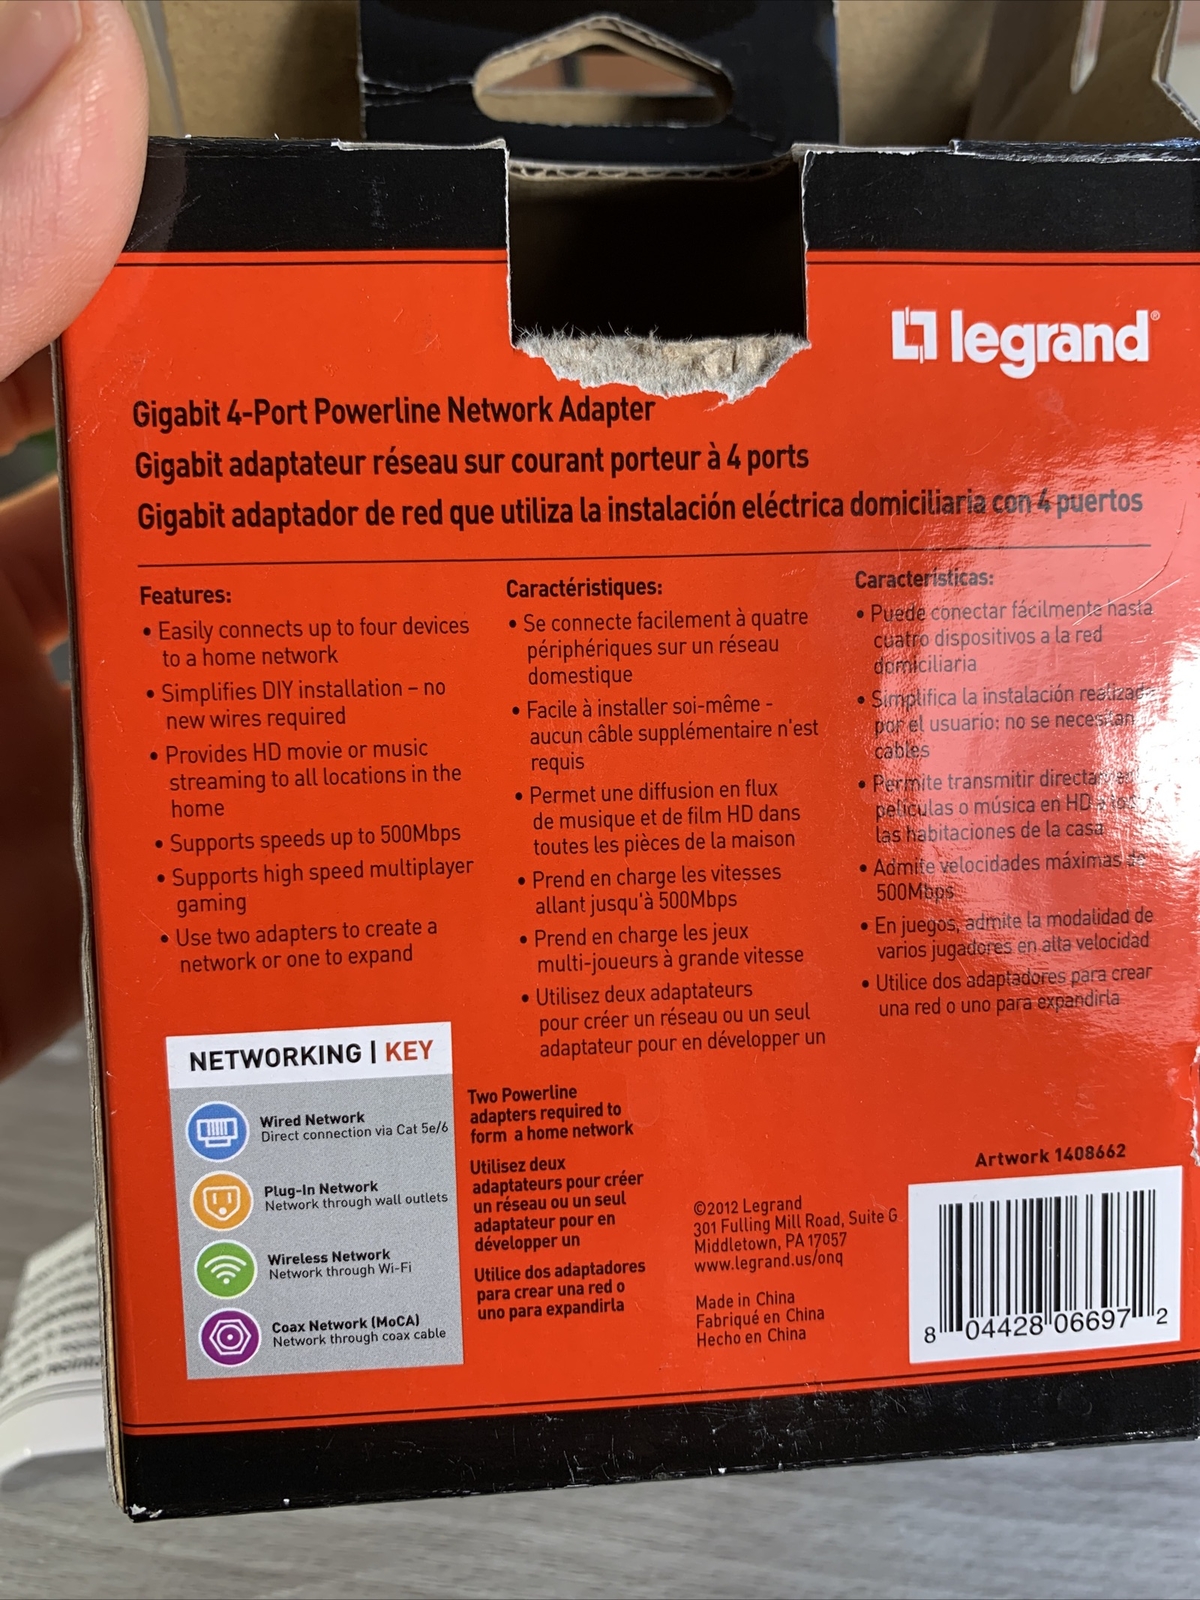 legrand®
Gigabit 4-Port Powerline Network Adapter
Gigabit adaptateur réseau sur courant porteur à 4 ports
Gigabit adaptador de red que utiliza la instalación eléctrica domiciliaria con 4 puertos
Features:
• Easily connects up to four devices
to a home network
• Simplifies DIY installation – no
new wires required
• Provides HD movie or music
streaming to all locations in the
home
• Supports speeds up to 500Mbps
• Supports high speed multiplayer
gaming
• Use two adapters to create a
network or one to expand
Caractéristiques:
• Se connecte facilement à quatre
périphériques sur un réseau
domestique
• Facile à installer soi-même -
aucun câble supplémentaire n'est
requis
• Permet une diffusion en flux
de musique et de film HD dans
toutes les pièces de la maison
• Prend en charge les vitesses
allant jusqu'à 500Mbps
• Prend en charge les jeux
multi-joueurs à grande vitesse
• Utilisez deux adaptateurs
pour créer un réseau ou un seul
adaptateur pour en développer un
Características:
• Puede conectar fácilmente hasta
cuatro dispositivos a la red
domiciliaria
• Simplifica la instalación
por el usuario: no se necesitan
cables
• Permite transmitir
películas o música en HD a
las habitaciones de la casa
• Admite velocidades máximas de
500Mbps
• En juegos, admite la modalidad de
varios jugadores en alta velocidad
• Utilice dos adaptadores para crear
una red o uno para expandirla
NETWORKING | KEY
Wired Network
Direct connection via Cat 5e/6
Plug-In Network
Network through wall outlets
Wireless Network
Network through Wi-Fi
Coax Network (MoCA)
Network through coax cable
Two Powerline
adapters required to
form a home network
Utilisez deux
adaptateurs pour créer
un réseau ou un seul
adaptateur pour en
développer un
Utilice dos adaptadores
para crear una red o
uno para expandirla
©2012 Legrand
301 Fulling Mill Road, Suite G
Middletown, PA 17057
www.legrand.us/onq
Made in China
Fabriqué en China
Hecho en China
Artwork 1408662
8 04428 06697 2